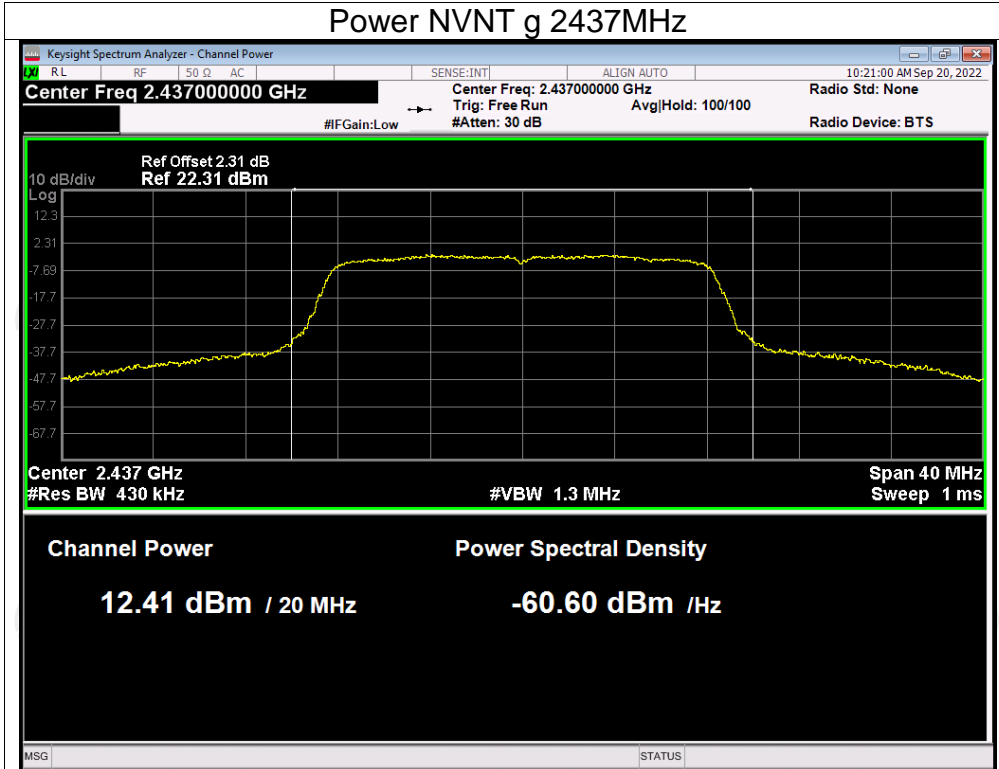 Power NVNT g 2437MHz
Keysight Spectrum Analyzer - Channel Power
LXI RL RF 50 Ω AC SENSE:INT ALIGN AUTO 10:21:00 AM Sep 20, 2022
Center Freq 2.437000000 GHz Center Freq: 2.437000000 GHz Radio Std: None
Trig: Free Run Avg|Hold: 100/100
#IFGain:Low #Atten: 30 dB Radio Device: BTS
Ref Offset 2.31 dB
10 dB/div Ref 22.31 dBm
Log
12.3
2.31
-7.69
-17.7
-27.7
-37.7
-47.7
-57.7
-67.7
Center 2.437 GHz Span 40 MHz
#Res BW 430 kHz #VBW 1.3 MHz Sweep 1 ms
Channel Power Power Spectral Density
12.41 dBm / 20 MHz -60.60 dBm /Hz
MSG STATUS